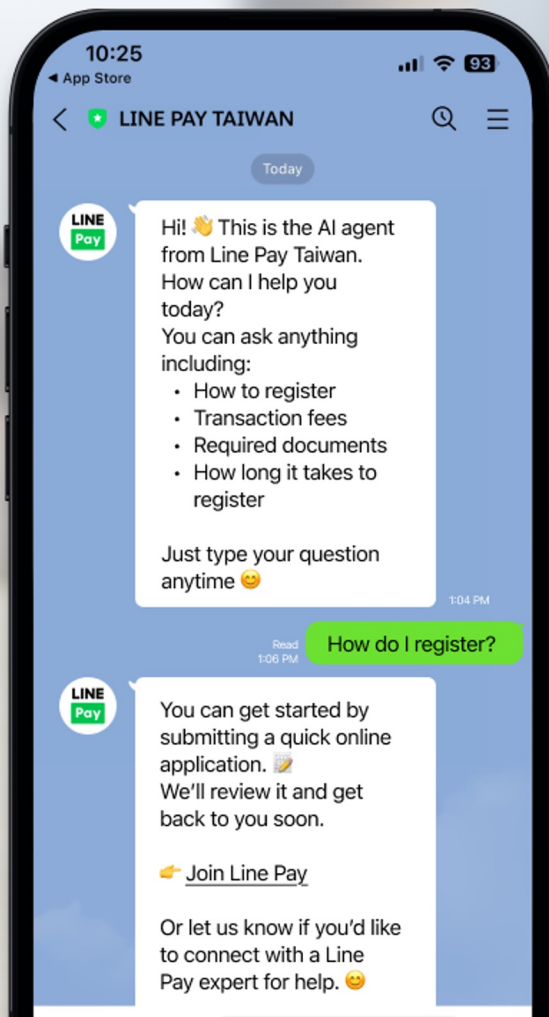 10:25
93
◀ App Store
LINE PAY TAIWAN
Today
LINE
Pay
Hi! 👋 This is the AI agent
from Line Pay Taiwan.
How can I help you
today?
You can ask anything
including:
• How to register
• Transaction fees
• Required documents
• How long it takes to
register
Just type your question
anytime 😊
1:04 PM
Read
1:06 PM
How do I register?
LINE
Pay
You can get started by
submitting a quick online
application. 📝
We'll review it and get
back to you soon.
👉 Join Line Pay
Or let us know if you'd like
to connect with a Line
Pay expert for help. 😊